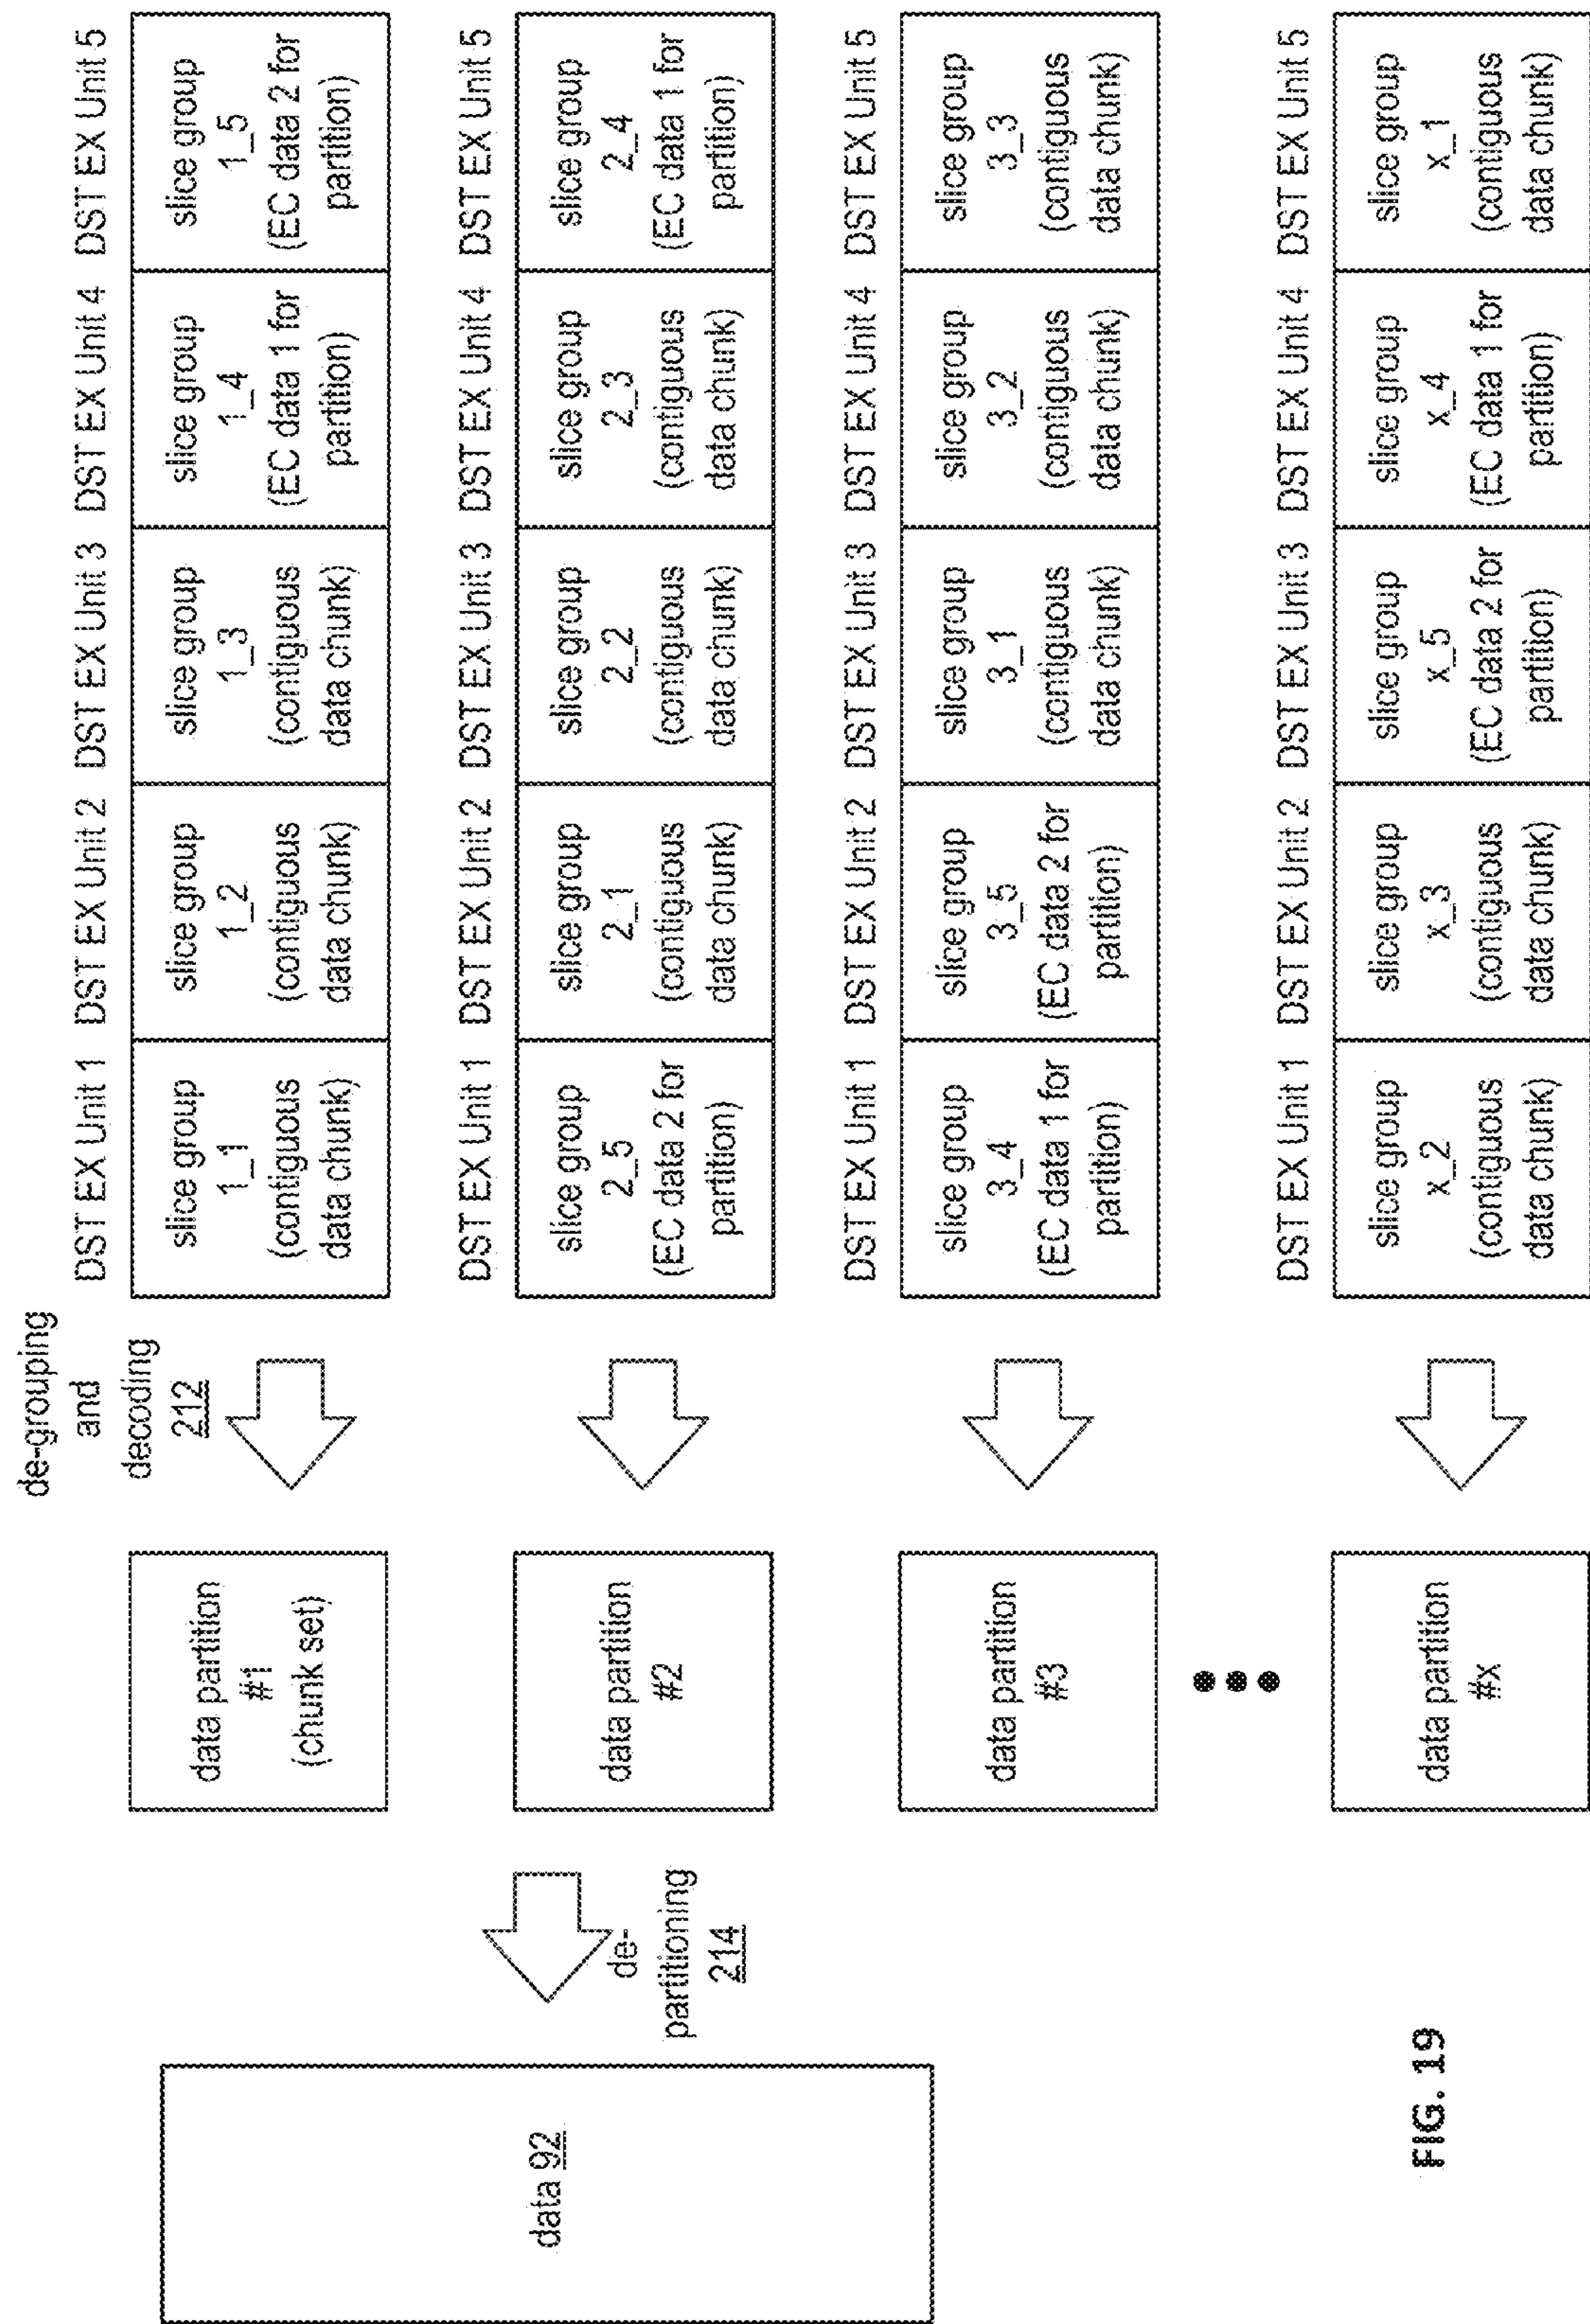 de-grouping
and
decoding
212
de-
partitioning
214
data 92
data partition
#1
(chunk set)
DST EX Unit 1 DST EX Unit 2 DST EX Unit 3 DST EX Unit 4 DST EX Unit 5
slice group
1_1
(contiguous
data chunk)
slice group
1_2
(contiguous
data chunk)
slice group
1_3
(contiguous
data chunk)
slice group
1_4
(EC data 1 for
partition)
slice group
1_5
(EC data 2 for
partition)
data partition
#2
DST EX Unit 1 DST EX Unit 2 DST EX Unit 3 DST EX Unit 4 DST EX Unit 5
slice group
2_5
(EC data 2 for
partition)
slice group
2_1
(contiguous
data chunk)
slice group
2_2
(contiguous
data chunk)
slice group
2_3
(contiguous
data chunk)
slice group
2_4
(EC data 1 for
partition)
data partition
#3
DST EX Unit 1 DST EX Unit 2 DST EX Unit 3 DST EX Unit 4 DST EX Unit 5
slice group
3_4
(EC data 1 for
partition)
slice group
3_5
(EC data 2 for
partition)
slice group
3_1
(contiguous
data chunk)
slice group
3_2
(contiguous
data chunk)
slice group
3_3
(contiguous
data chunk)
data partition
#x
DST EX Unit 1 DST EX Unit 2 DST EX Unit 3 DST EX Unit 4 DST EX Unit 5
slice group
x_2
(contiguous
data chunk)
slice group
x_3
(contiguous
data chunk)
slice group
x_5
(EC data 2 for
partition)
slice group
x_4
(EC data 1 for
partition)
slice group
x_1
(contiguous
data chunk)
FIG. 19